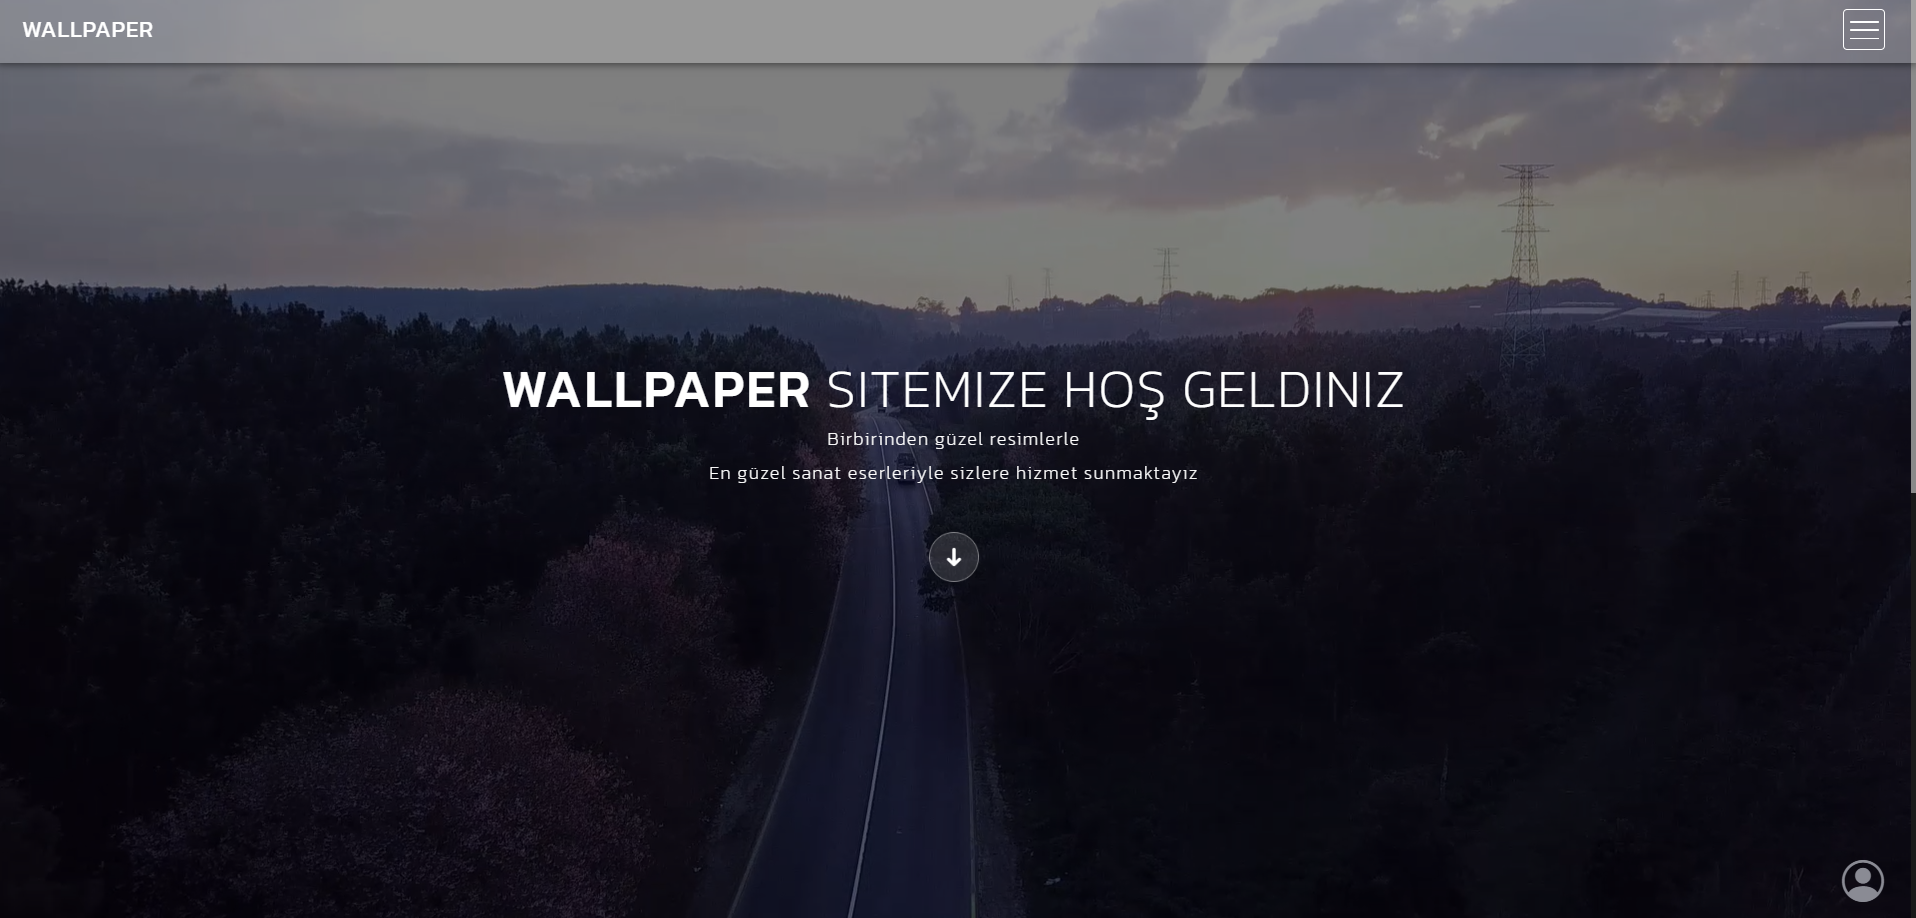 WALLPAPER
WALLPAPER SITEMIZE HOŞ GELDINIZ
Birbirinden güzel resimlerle
En güzel sanat eserleriyle sizlere hizmet sunmaktayız